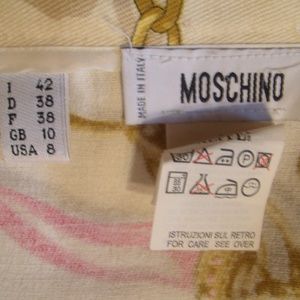 I 42
D 38
F 38
GB 10
USA 8
MADE IN ITALY
MOSCHINO
ISTRUZIONI SUL RETRO
FOR CARE SEE OVER